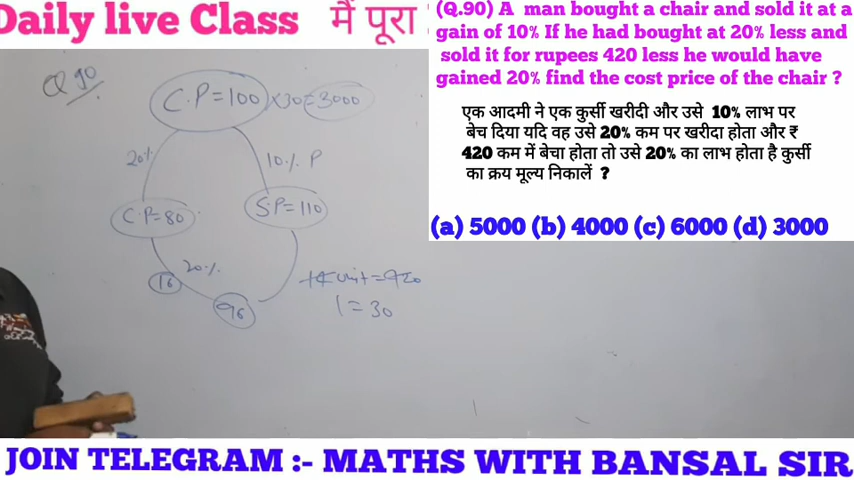 Daily live Class में पूरा
(Q.90) A man bought a chair and sold it at a
gain of 10% If he had bought at 20% less and
sold it for rupees 420 less he would have
gained 20% find the cost price of the chair ?
एक आदमी ने एक कुर्सी खरीदी और उसे 10% लाभ पर
बेच दिया यदि वह उसे 20% कम पर खरीदा होता और ₹
420 कम में बेचा होता तो उसे 20% का लाभ होता है कुर्सी
का क्रय मूल्य निकालें ?
(a) 5000 (b) 4000 (c) 6000 (d) 3000
Q 90
C.P=100 ×30=3000
20%
10% P
C.P=80
S.P=110
20%
16
96
14 unit=420
1=30
JOIN TELEGRAM :- MATHS WITH BANSAL SIR